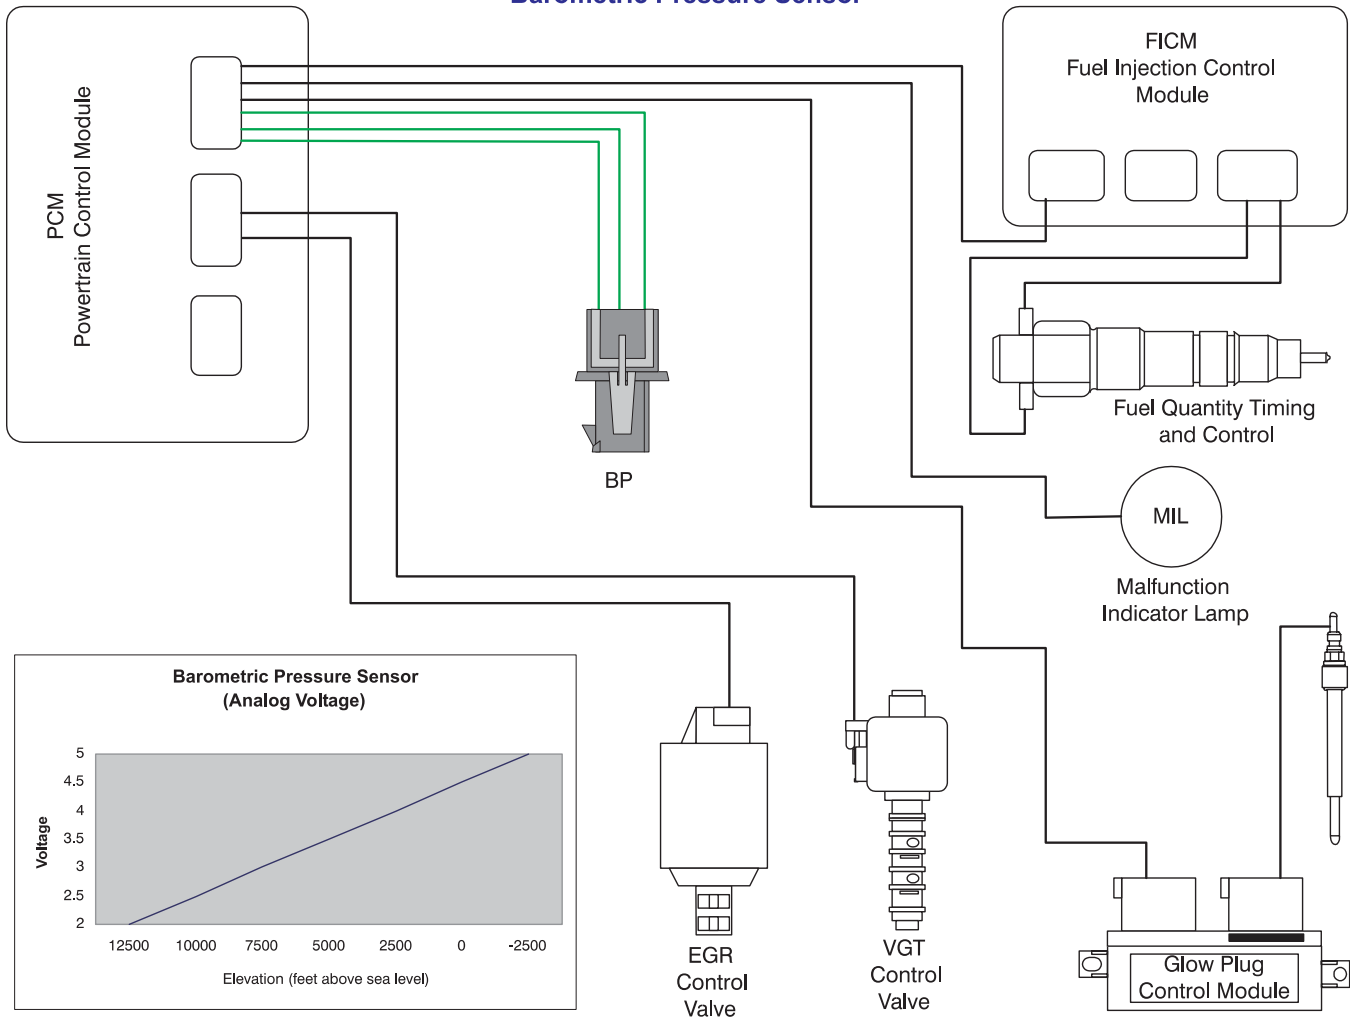 Barometric Pressure Sensor
PCM
Powertrain Control Module
FICM
Fuel Injection Control
Module
Fuel Quantity Timing
and Control
BP
MIL
Malfunction
Indicator Lamp
Barometric Pressure Sensor
(Analog Voltage)
Voltage
5
4.5
4
3.5
3
2.5
2
12500 10000 7500 5000 2500 0 -2500
Elevation (feet above sea level)
EGR
Control
Valve
VGT
Control
Valve
Glow Plug
Control Module